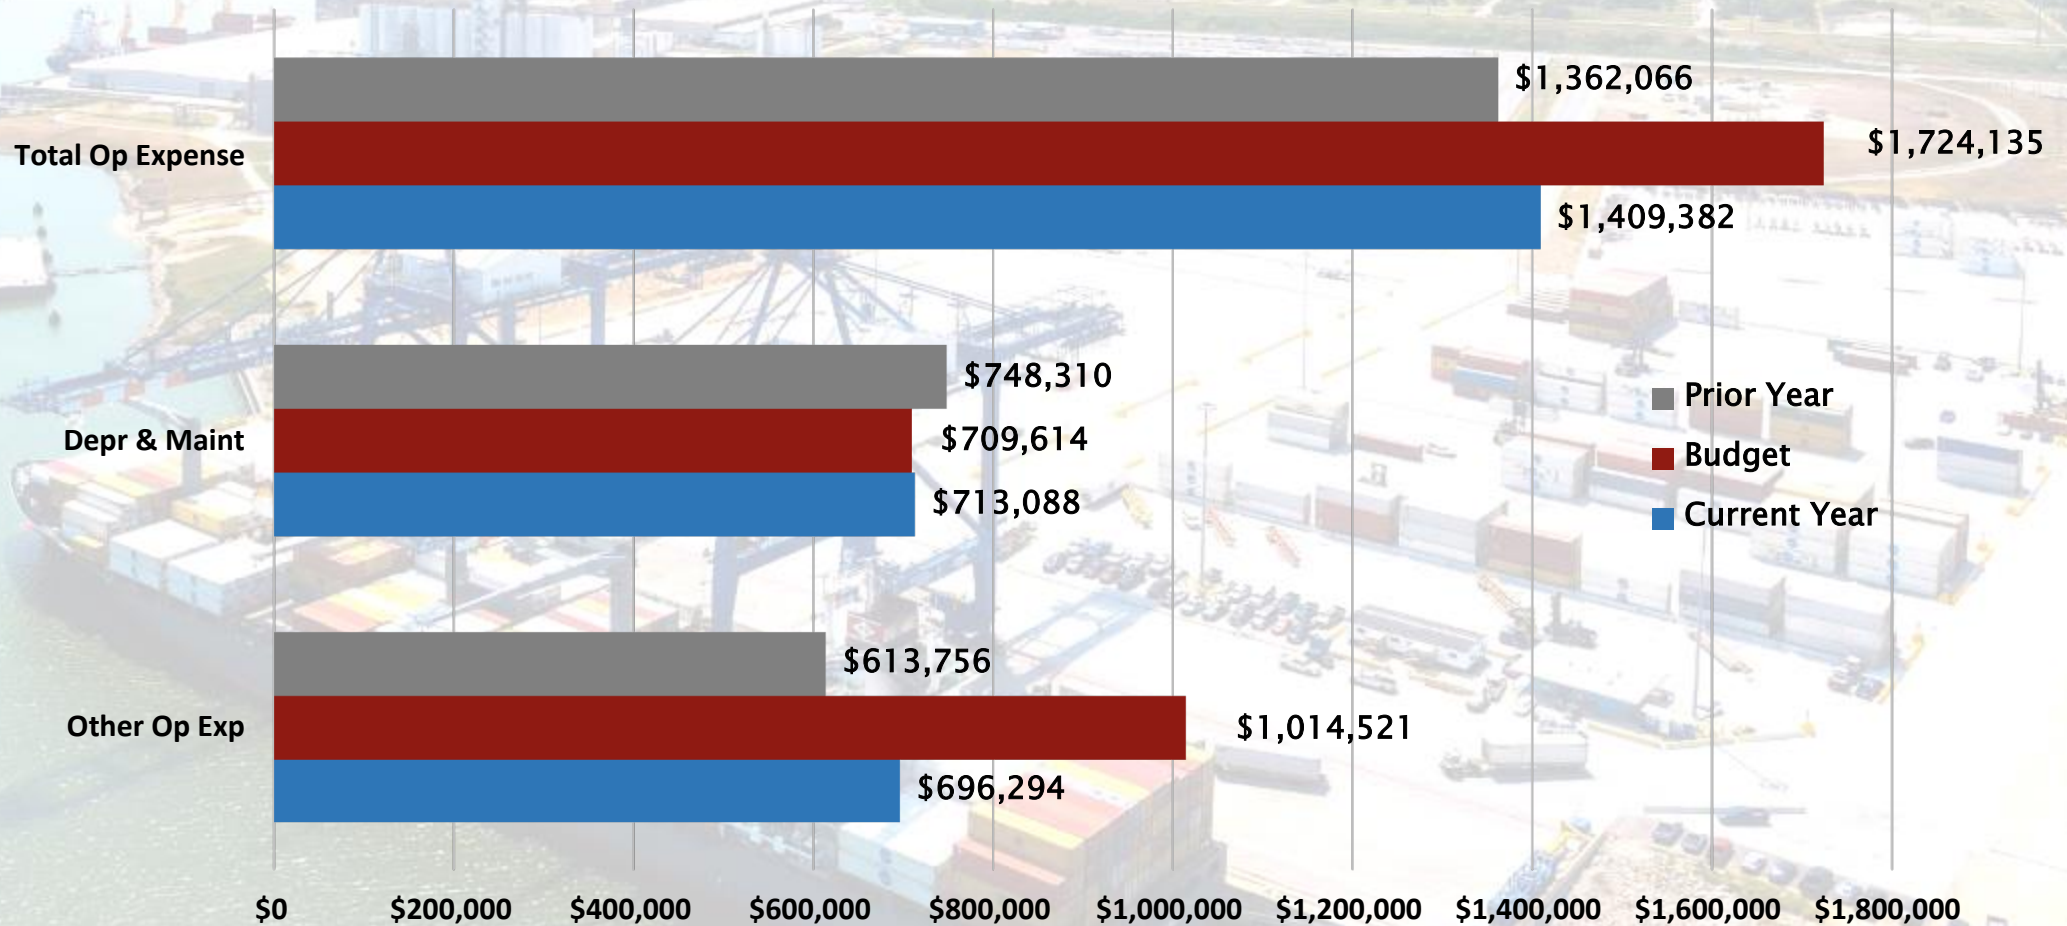 $1,362,066
$1,724,135
Total Op Expense
$1,409,382
$748,310
Prior Year
$709,614
Depr & Maint
Budget
$713,088
Current Year
$613,756
$1,014,521
Other Op Exp
$696,294
$0 $200,000 $400,000 $600,000 $800,000 $1,000,000 $1,200,000 $1,400,000 $1,600,000 $1,800,000